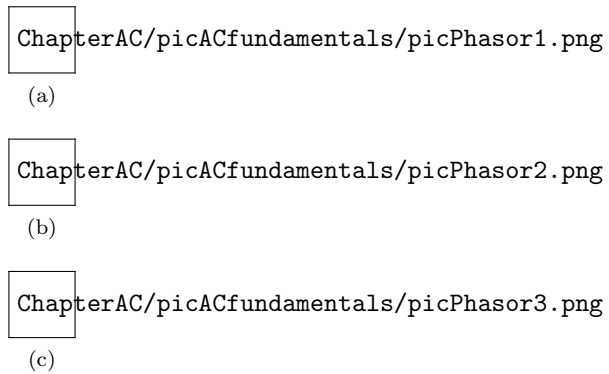 ChapterAC/picACfundamentals/picPhasor1.png
(a)
ChapterAC/picACfundamentals/picPhasor2.png
(b)
ChapterAC/picACfundamentals/picPhasor3.png
(c)